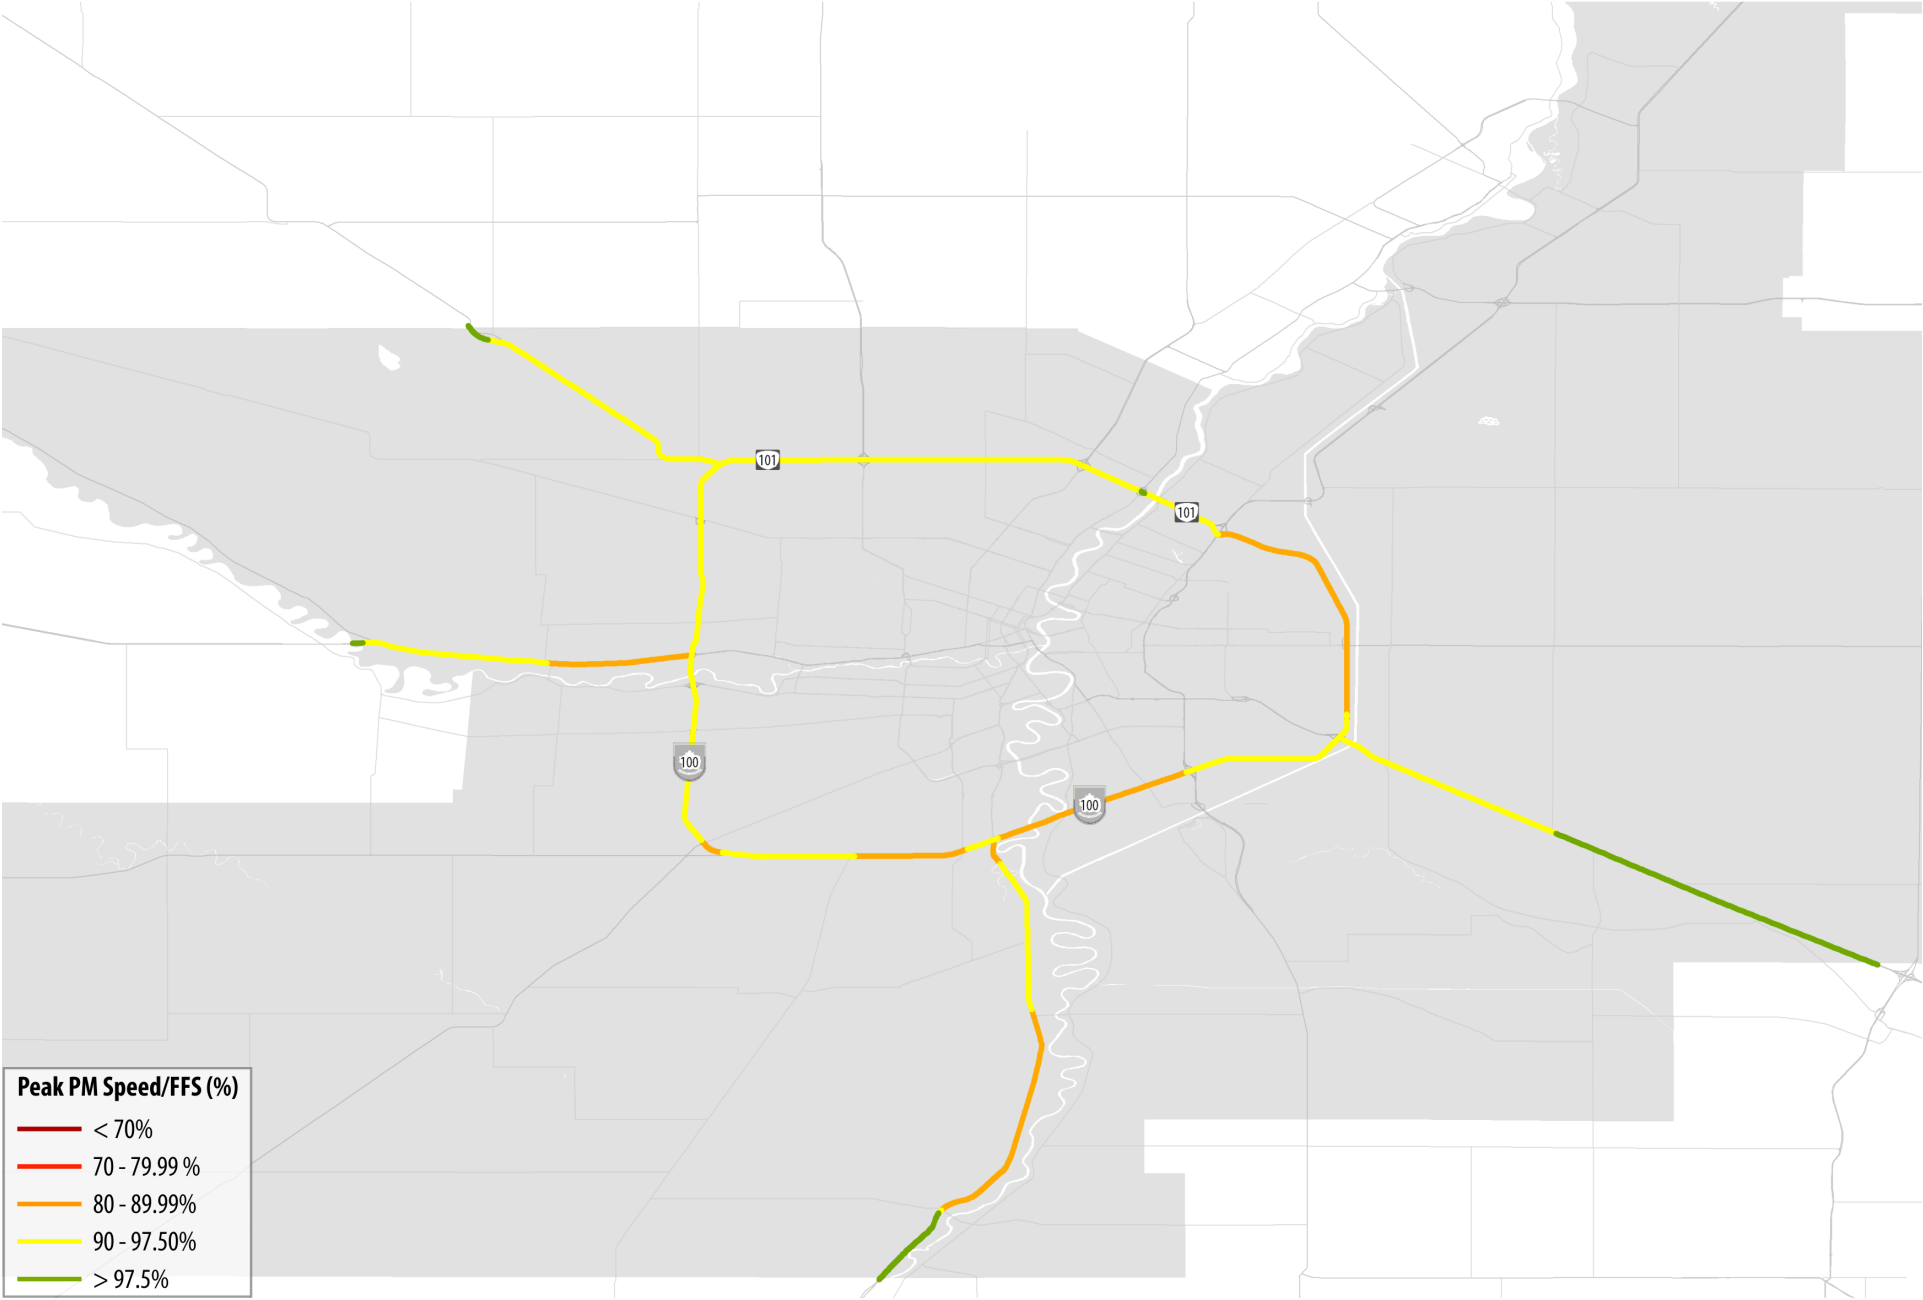 101
101
100
100
Peak PM Speed/FFS (%)
< 70%
70 - 79.99 %
80 - 89.99%
90 - 97.50%
> 97.5%